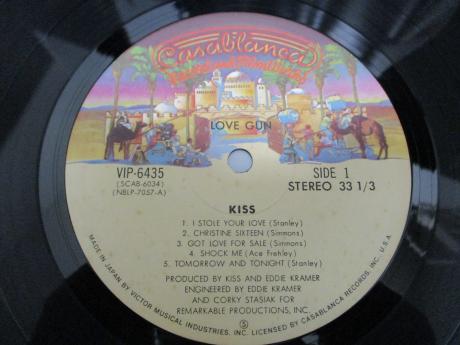 Casablanca
Record and FilmWorks
LOVE GUN
VIP-6435
(SCAB-6034)
(NBLP-7057-A)
SIDE 1
STEREO 33 1/3
KISS
1. I STOLE YOUR LOVE (Stanley)
2. CHRISTINE SIXTEEN (Simmons)
3. GOT LOVE FOR SALE (Simmons)
4. SHOCK ME (Ace Frehley)
5. TOMORROW AND TONIGHT (Stanley)
PRODUCED BY KISS AND EDDIE KRAMER
ENGINEERED BY EDDIE KRAMER
AND CORKY STASIAK FOR
REMARKABLE PRODUCTIONS, INC.
Ⓢ
MADE IN JAPAN BY VICTOR MUSICAL INDUSTRIES, INC. LICENSED BY CASABLANCA RECORDS, INC., U.S.A.